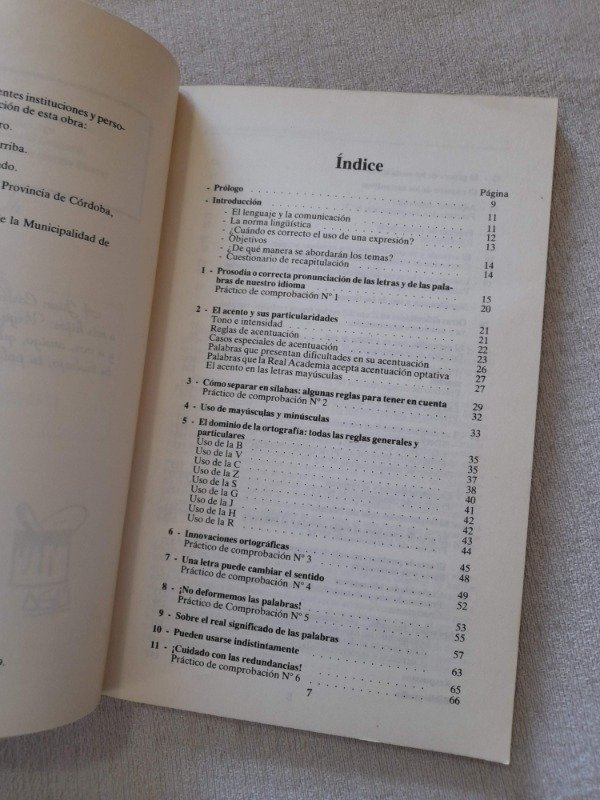 entes instituciones y perso-
ción de esta obra:
ro.
rriba.
do.
Provincia de Córdoba,
e la Municipalidad de
9.
Índice
Página
- Prólogo 9
- Introducción 11
- El lenguaje y la comunicación 11
- La norma lingüística 12
- ¿Cuándo es correcto el uso de una expresión? 13
- Objetivos
- ¿De qué manera se abordarán los temas? 14
- Cuestionario de recapitulación 14
1 - Prosodia o correcta pronunciación de las letras y de las pala-
bras de nuestro idioma 15
Práctico de comprobación Nº 1 20
2 - El acento y sus particularidades 21
Tono e intensidad 21
Reglas de acentuación 22
Casos especiales de acentuación 23
Palabras que presentan dificultades en su acentuación 26
Palabras que la Real Academia acepta acentuación optativa 27
El acento en las letras mayúsculas 27
3 - Cómo separar en sílabas: algunas reglas para tener en cuenta 29
Práctico de comprobación Nº 2 32
4 - Uso de mayúsculas y minúsculas 33
5 - El dominio de la ortografía: todas las reglas generales y
particulares 35
Uso de la B 35
Uso de la V 37
Uso de la C 38
Uso de la Z 40
Uso de la S 41
Uso de la G 42
Uso de la J 42
Uso de la H 43
Uso de la R 44
6 - Innovaciones ortográficas 45
Práctico de comprobación Nº 3 48
7 - Una letra puede cambiar el sentido 49
Práctico de comprobación Nº 4 52
8 - ¡No deformemos las palabras! 53
Práctico de Comprobación Nº 5 55
9 - Sobre el real significado de las palabras 57
10 - Pueden usarse indistintamente 63
11 - ¡Cuidado con las redundancias! 65
Práctico de comprobación Nº 6 66
7